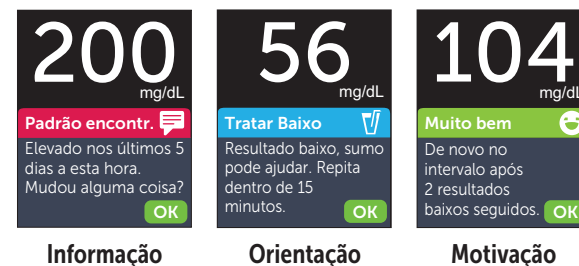 200
mg/dL
Padrão encontr.
Elevado nos últimos 5
dias a esta hora.
Mudou alguma coisa?
OK
Informação
56
mg/dL
Tratar Baixo
Resultado baixo, sumo
pode ajudar. Repita
dentro de 15
minutos.
OK
Orientação
104
mg/dL
Muito bem
De novo no
intervalo após
2 resultados
baixos seguidos.
OK
Motivação